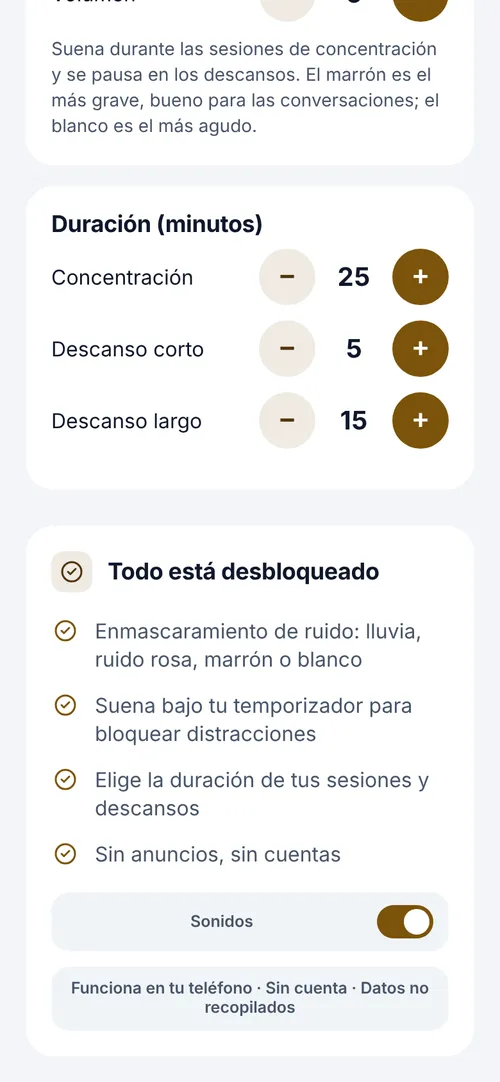 Suena durante las sesiones de concentración
y se pausa en los descansos. El marrón es el
más grave, bueno para las conversaciones; el
blanco es el más agudo.
Duración (minutos)
Concentración − 25 +
Descanso corto − 5 +
Descanso largo − 15 +
Todo está desbloqueado
Enmascaramiento de ruido: lluvia,
ruido rosa, marrón o blanco
Suena bajo tu temporizador para
bloquear distracciones
Elige la duración de tus sesiones y
descansos
Sin anuncios, sin cuentas
Sonidos
Funciona en tu teléfono · Sin cuenta · Datos no
recopilados